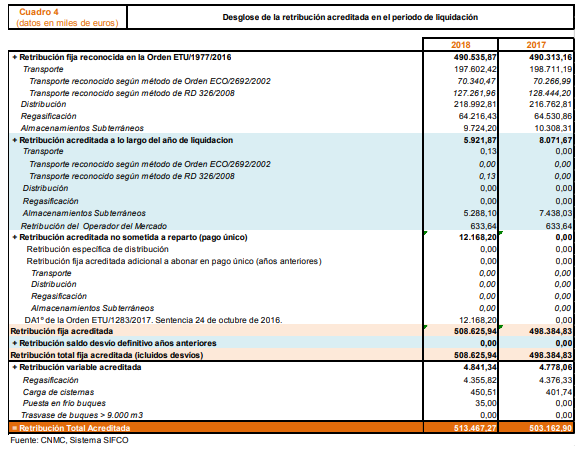 Cuadro 4
(datos en miles de euros)
Desglose de la retribución acreditada en el periodo de liquidación
2018 2017
+ Retribución fija reconocida en la Orden ETU/1977/2016 490.535,87 490.313,16
Transporte 197.602,42 198.711,19
Transporte reconocido según método de Orden ECO/2692/2002 70.340,47 70.266,99
Transporte reconocido según método de RD 326/2008 127.261,96 128.444,20
Distribución 218.992,81 216.762,81
Regasificación 64.216,43 64.530,86
Almacenamientos Subterráneos 9.724,20 10.308,31
+ Retribución acreditada a lo largo del año de liquidacion 5.921,87 8.071,67
Transporte 0,13 0,00
Transporte reconocido según método de Orden ECO/2692/2002 0,00 0,00
Transporte reconocido según método de RD 326/2008 0,13 0,00
Distribución 0,00 0,00
Regasificación 0,00 0,00
Almacenamientos Subterráneos 5.288,10 7.438,03
Retribución del Operador del Mercado 633,64 633,64
+ Retribución acreditada no sometida a reparto (pago único) 12.168,20 0,00
Retribución específica de distribución 0,00 0,00
Retribución fija acreditada adicional a abonar en pago único (años anteriores) 0,00 0,00
Transporte 0,00 0,00
Distribución 0,00 0,00
Regasificación 0,00 0,00
Almacenamientos Subterráneos 0,00 0,00
DA1º de la Orden ETU/1283/2017. Sentencia 24 de octubre de 2016. 12.168,20 0,00
Retribución fija acreditada 508.625,94 498.384,83
+ Retribución saldo desvío definitivo años anteriores 0,00 0,00
Retribución total fija acreditada (icluidos desvíos) 508.625,94 498.384,83
+ Retribución variable acreditada 4.841,34 4.778,06
Regasificación 4.355,82 4.376,33
Carga de cisternas 450,51 401,74
Puesta en frío buques 35,00 0,00
Trasvase de buques > 9.000 m3 0,00 0,00
= Retribución Total Acreditada 513.467,27 503.162,90
Fuente: CNMC, Sistema SIFCO